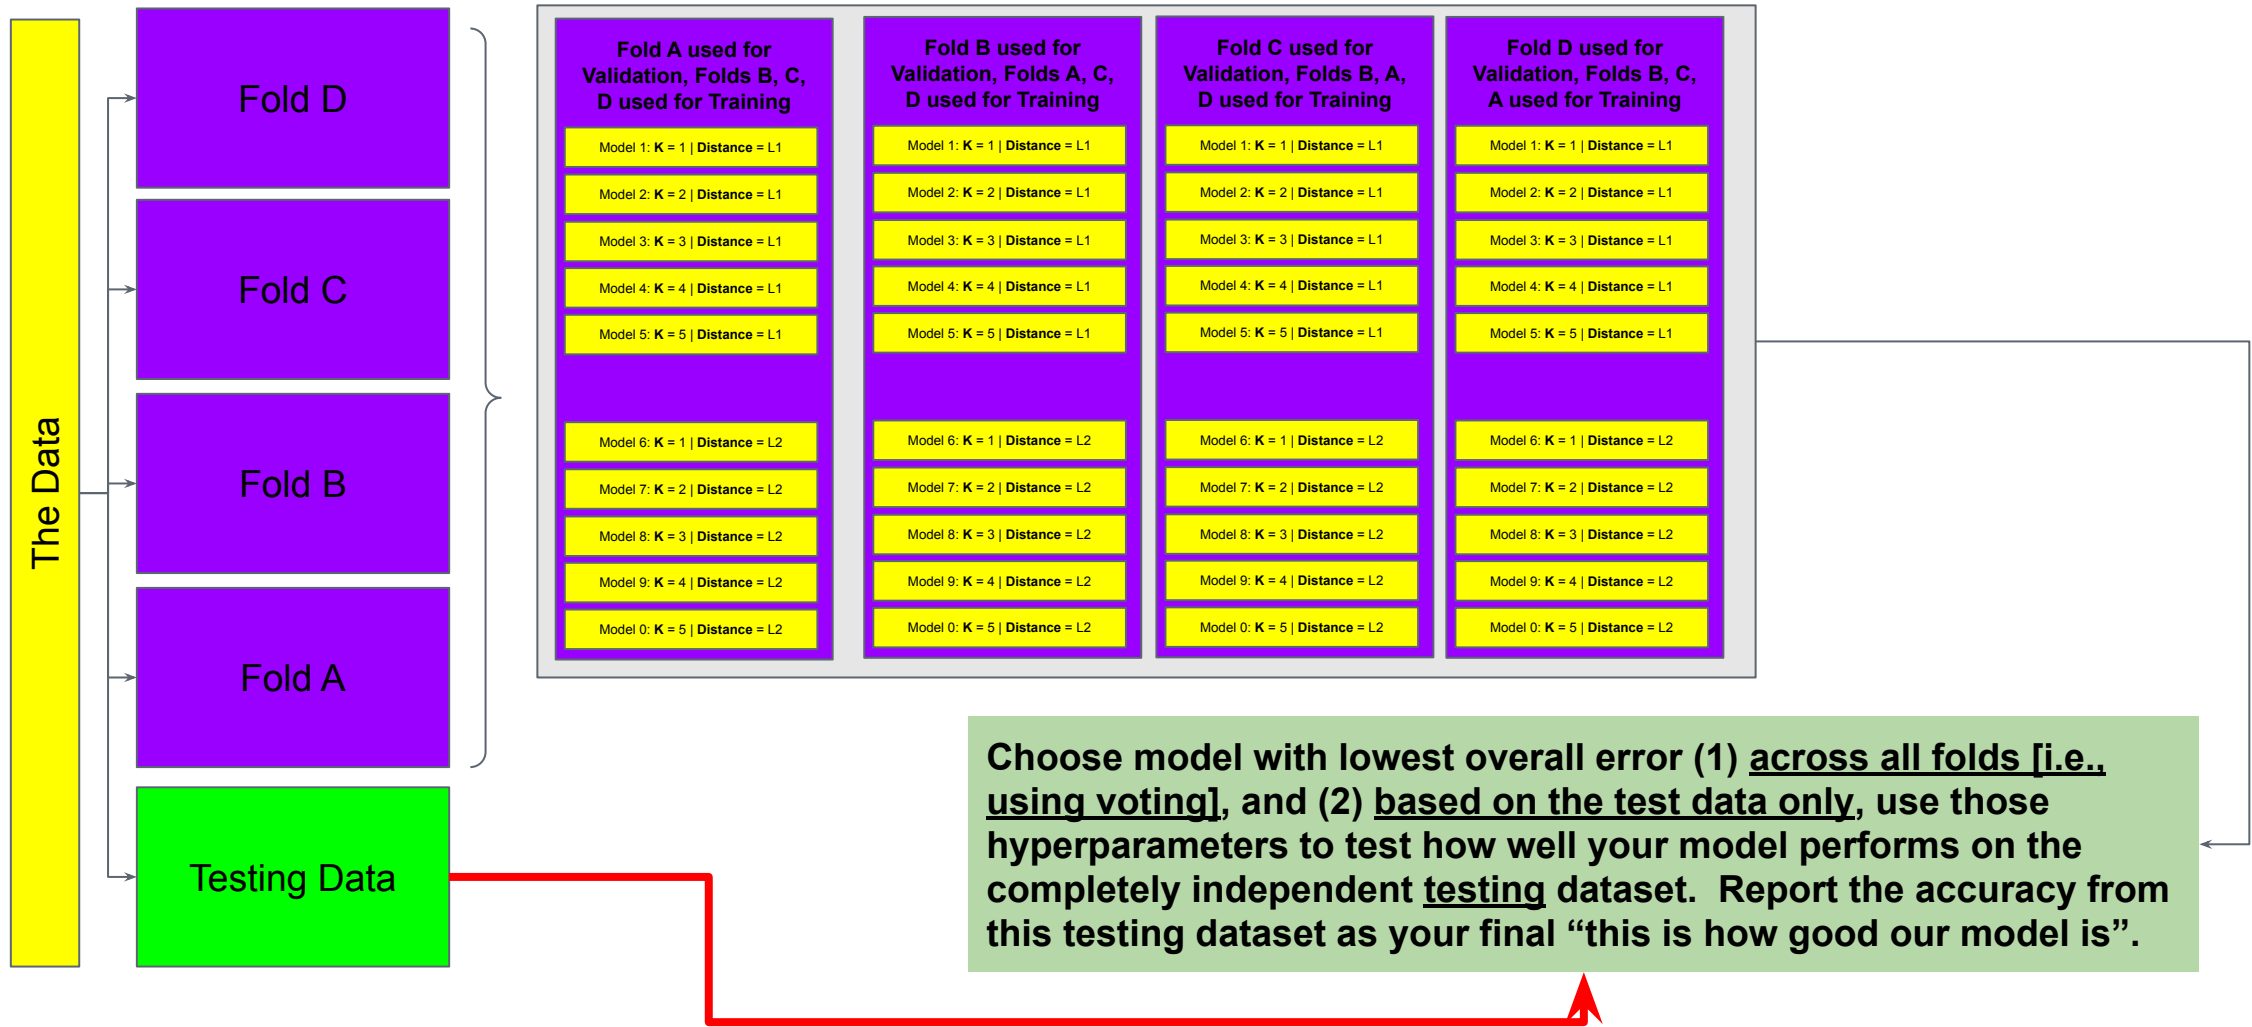 The Data
Fold D
Fold C
Fold B
Fold A
Testing Data
Fold A used for
Validation, Folds B, C,
D used for Training
Model 1: K = 1 | Distance = L1
Model 2: K = 2 | Distance = L1
Model 3: K = 3 | Distance = L1
Model 4: K = 4 | Distance = L1
Model 5: K = 5 | Distance = L1
Model 6: K = 1 | Distance = L2
Model 7: K = 2 | Distance = L2
Model 8: K = 3 | Distance = L2
Model 9: K = 4 | Distance = L2
Model 0: K = 5 | Distance = L2
Fold B used for
Validation, Folds A, C,
D used for Training
Model 1: K = 1 | Distance = L1
Model 2: K = 2 | Distance = L1
Model 3: K = 3 | Distance = L1
Model 4: K = 4 | Distance = L1
Model 5: K = 5 | Distance = L1
Model 6: K = 1 | Distance = L2
Model 7: K = 2 | Distance = L2
Model 8: K = 3 | Distance = L2
Model 9: K = 4 | Distance = L2
Model 0: K = 5 | Distance = L2
Fold C used for
Validation, Folds B, A,
D used for Training
Model 1: K = 1 | Distance = L1
Model 2: K = 2 | Distance = L1
Model 3: K = 3 | Distance = L1
Model 4: K = 4 | Distance = L1
Model 5: K = 5 | Distance = L1
Model 6: K = 1 | Distance = L2
Model 7: K = 2 | Distance = L2
Model 8: K = 3 | Distance = L2
Model 9: K = 4 | Distance = L2
Model 0: K = 5 | Distance = L2
Fold D used for
Validation, Folds B, C,
A used for Training
Model 1: K = 1 | Distance = L1
Model 2: K = 2 | Distance = L1
Model 3: K = 3 | Distance = L1
Model 4: K = 4 | Distance = L1
Model 5: K = 5 | Distance = L1
Model 6: K = 1 | Distance = L2
Model 7: K = 2 | Distance = L2
Model 8: K = 3 | Distance = L2
Model 9: K = 4 | Distance = L2
Model 0: K = 5 | Distance = L2
Choose model with lowest overall error (1) across all folds [i.e.,
using voting], and (2) based on the test data only, use those
hyperparameters to test how well your model performs on the
completely independent testing dataset.  Report the accuracy from
this testing dataset as your final “this is how good our model is”.